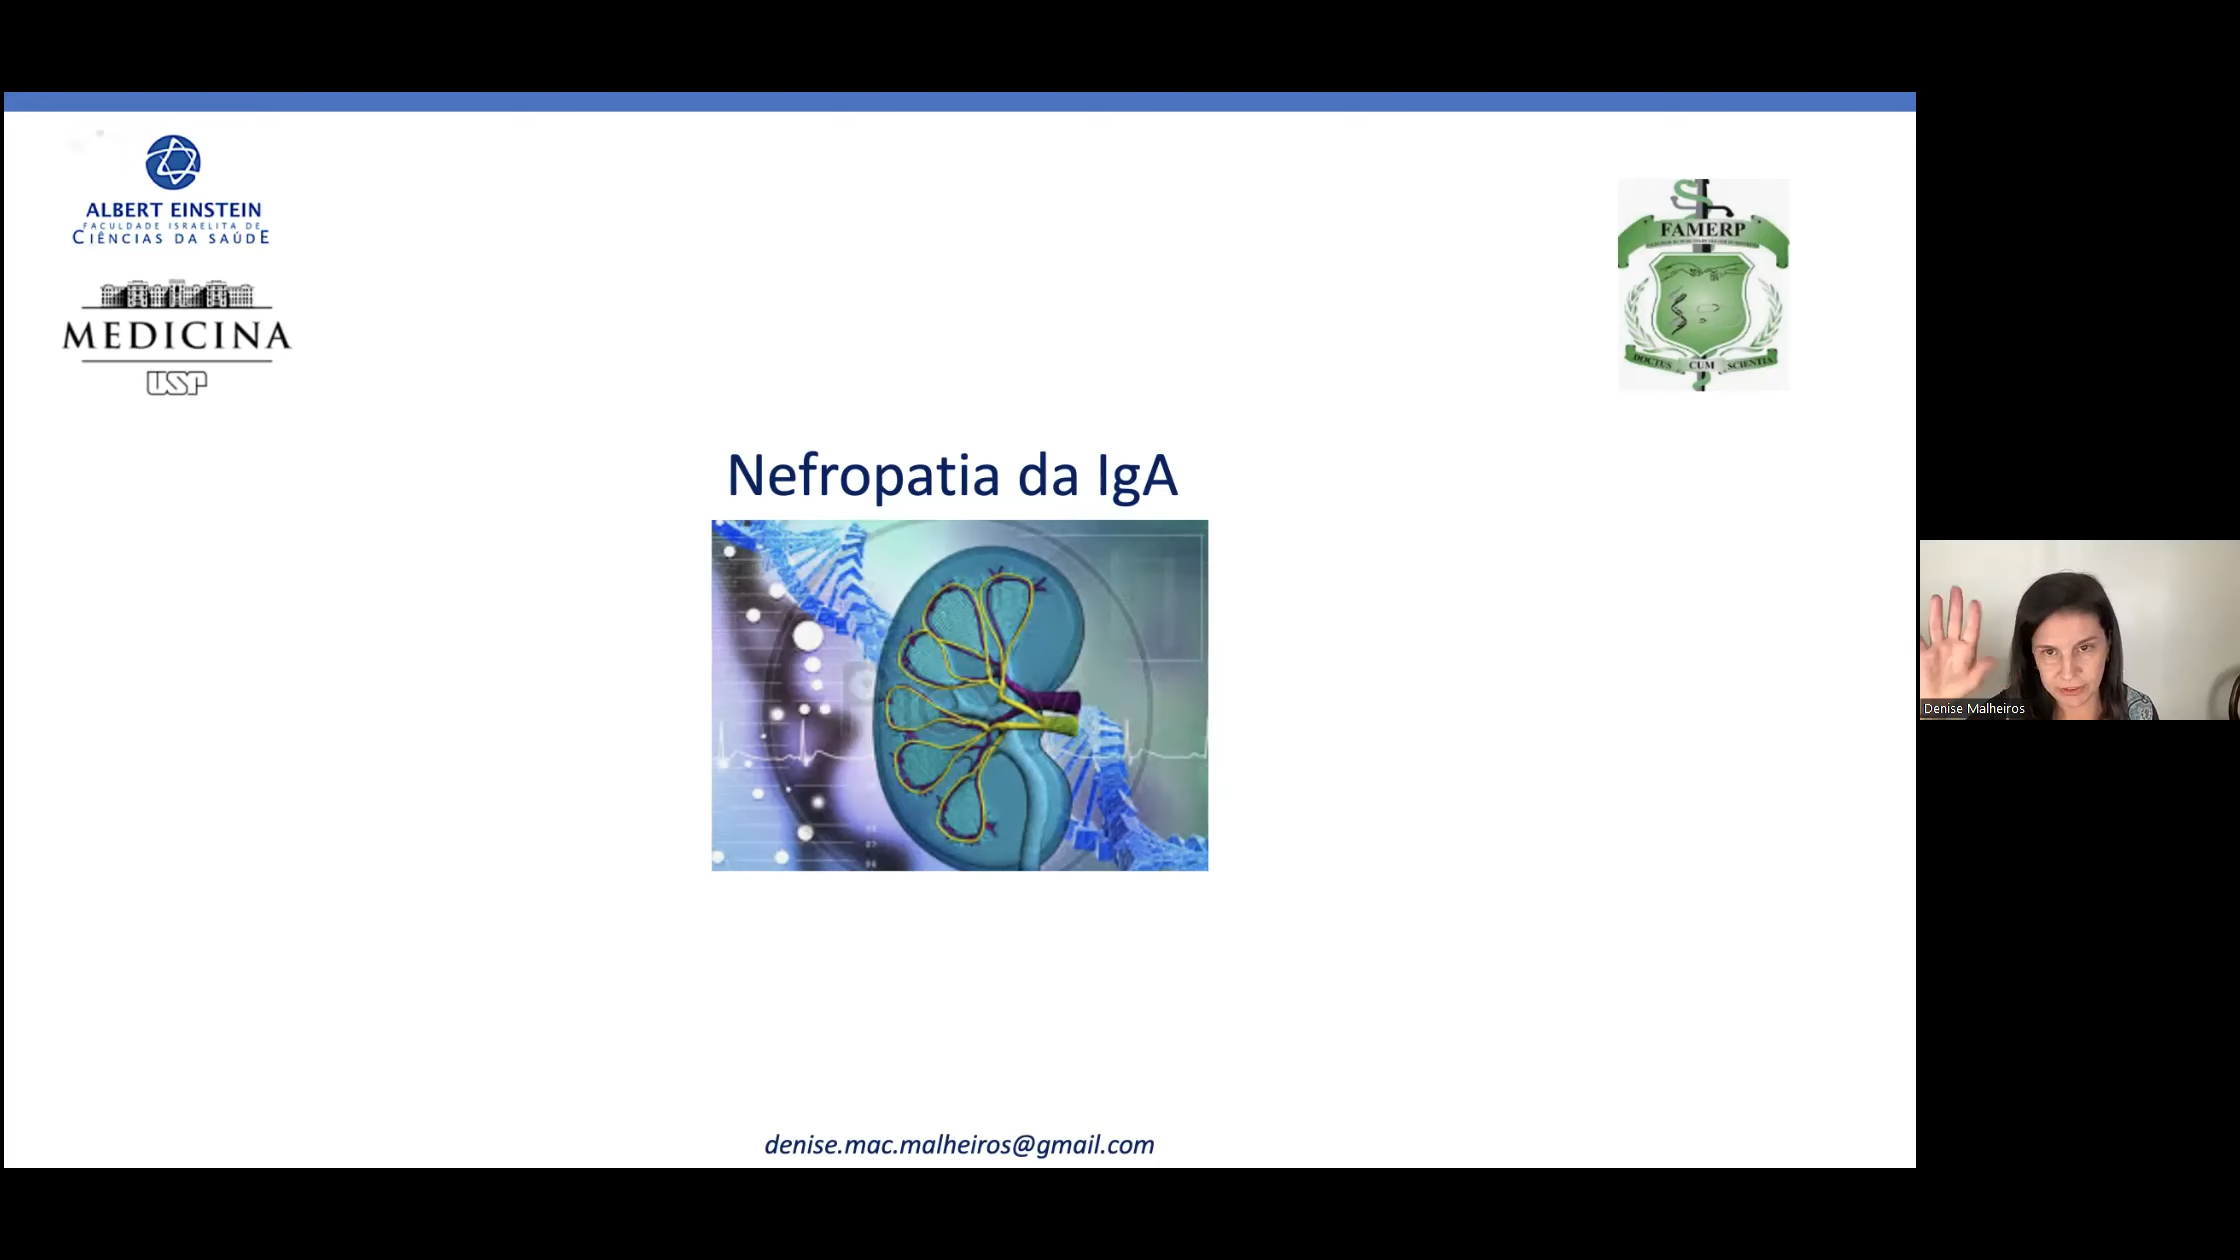 ALBERT EINSTEIN
FACULDADE ISRAELITA DE
CIÊNCIAS DA SAÚDE
MEDICINA
USP
FAMERP
DOCTUS CUM SCIENTIA
Nefropatia da IgA
Denise Malheiros
denise.mac.malheiros@gmail.com